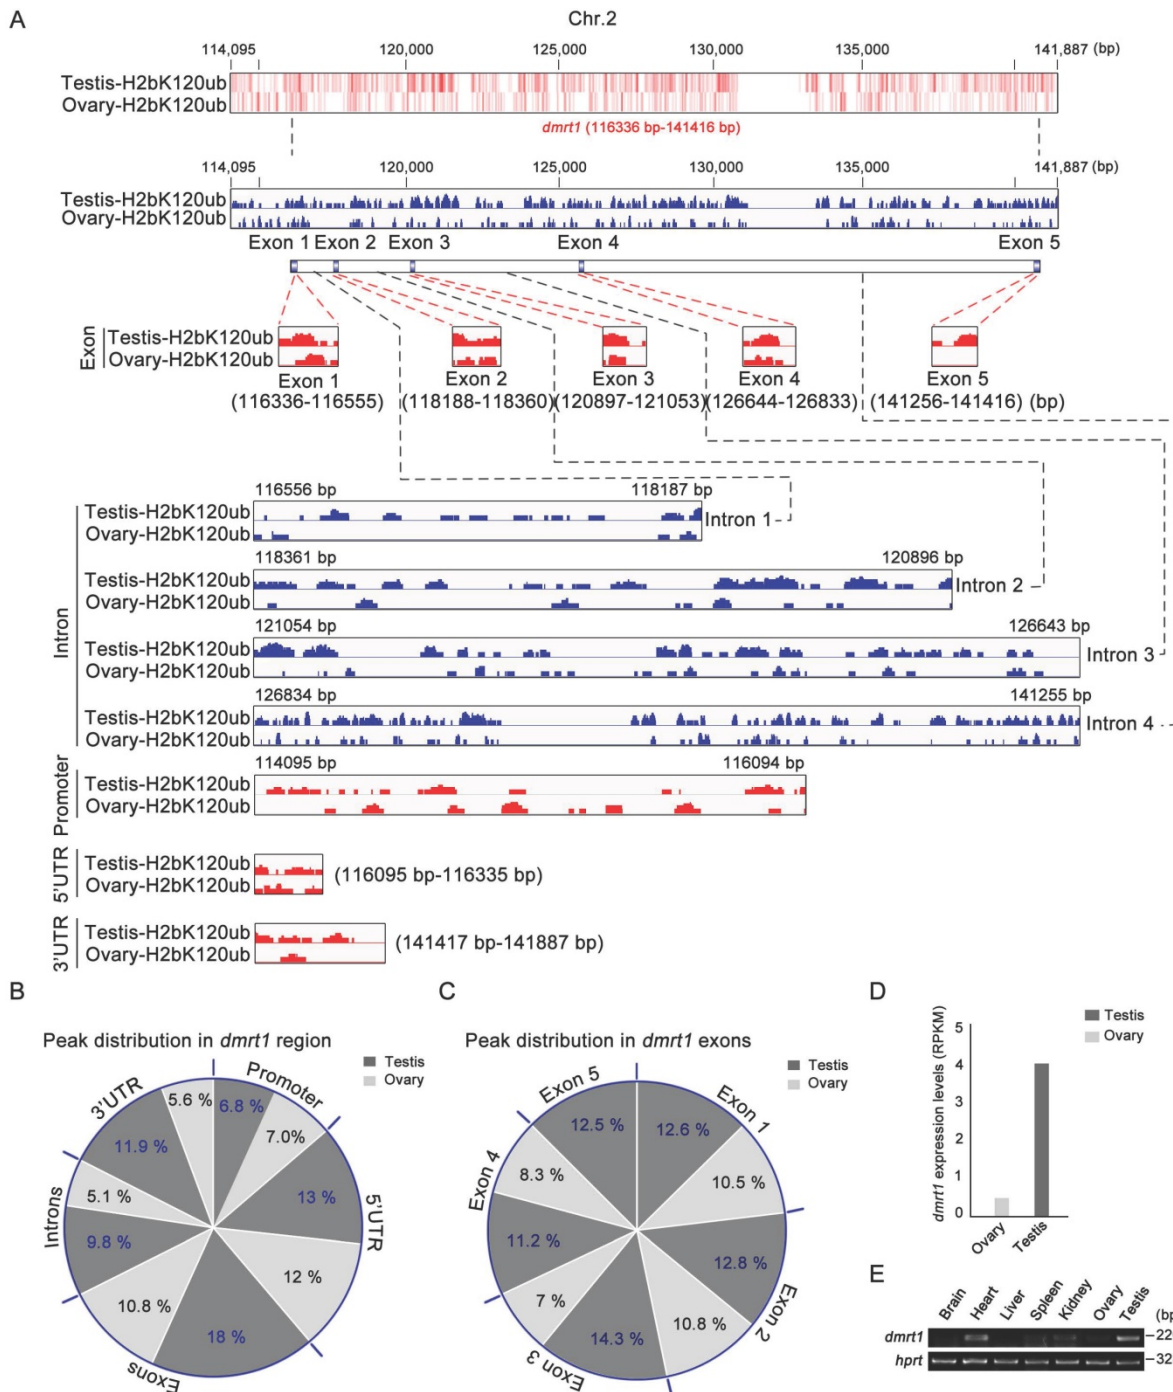 A
Chr.2
114,095 120,000 125,000 130,000 135,000 141,887 (bp)
Testis-H2bK120ub
Ovary-H2bK120ub
dmrt1 (116336 bp-141416 bp)
114,095 120,000 125,000 130,000 135,000 141,887 (bp)
Testis-H2bK120ub
Ovary-H2bK120ub
Exon 1 Exon 2 Exon 3 Exon 4 Exon 5
Exon
Testis-H2bK120ub
Ovary-H2bK120ub
Exon 1 Exon 2 Exon 3 Exon 4 Exon 5
(116336-116555) (118188-118360) (120897-121053) (126644-126833) (141256-141416) (bp)
Intron
116556 bp 118187 bp
Testis-H2bK120ub
Ovary-H2bK120ub
Intron 1
118361 bp 120896 bp
Testis-H2bK120ub
Ovary-H2bK120ub
Intron 2
121054 bp 126643 bp
Testis-H2bK120ub
Ovary-H2bK120ub
Intron 3
126834 bp 141255 bp
Testis-H2bK120ub
Ovary-H2bK120ub
Intron 4
Promoter
114095 bp 116094 bp
Testis-H2bK120ub
Ovary-H2bK120ub
5'UTR
Testis-H2bK120ub
Ovary-H2bK120ub
(116095 bp-116335 bp)
3'UTR
Testis-H2bK120ub
Ovary-H2bK120ub
(141417 bp-141887 bp)
B
Peak distribution in dmrt1 region
Testis
Ovary
Promoter
6.8 %
7.0%
5'UTR
13 %
12 %
Exons
18 %
10.8 %
Introns
9.8 %
5.1 %
3'UTR
11.9 %
5.6 %
C
Peak distribution in dmrt1 exons
Testis
Ovary
Exon 1
12.6 %
10.5 %
Exon 2
12.8 %
10.8 %
Exon 3
14.3 %
7 %
Exon 4
11.2 %
8.3 %
Exon 5
12.5 %
D
Testis
Ovary
dmrt1 expression levels (RPKM)
5
4
3
2
1
0
Ovary Testis
E
Brain Heart Liver Spleen Kidney Ovary Testis
(bp
dmrt1 22
hprt 32